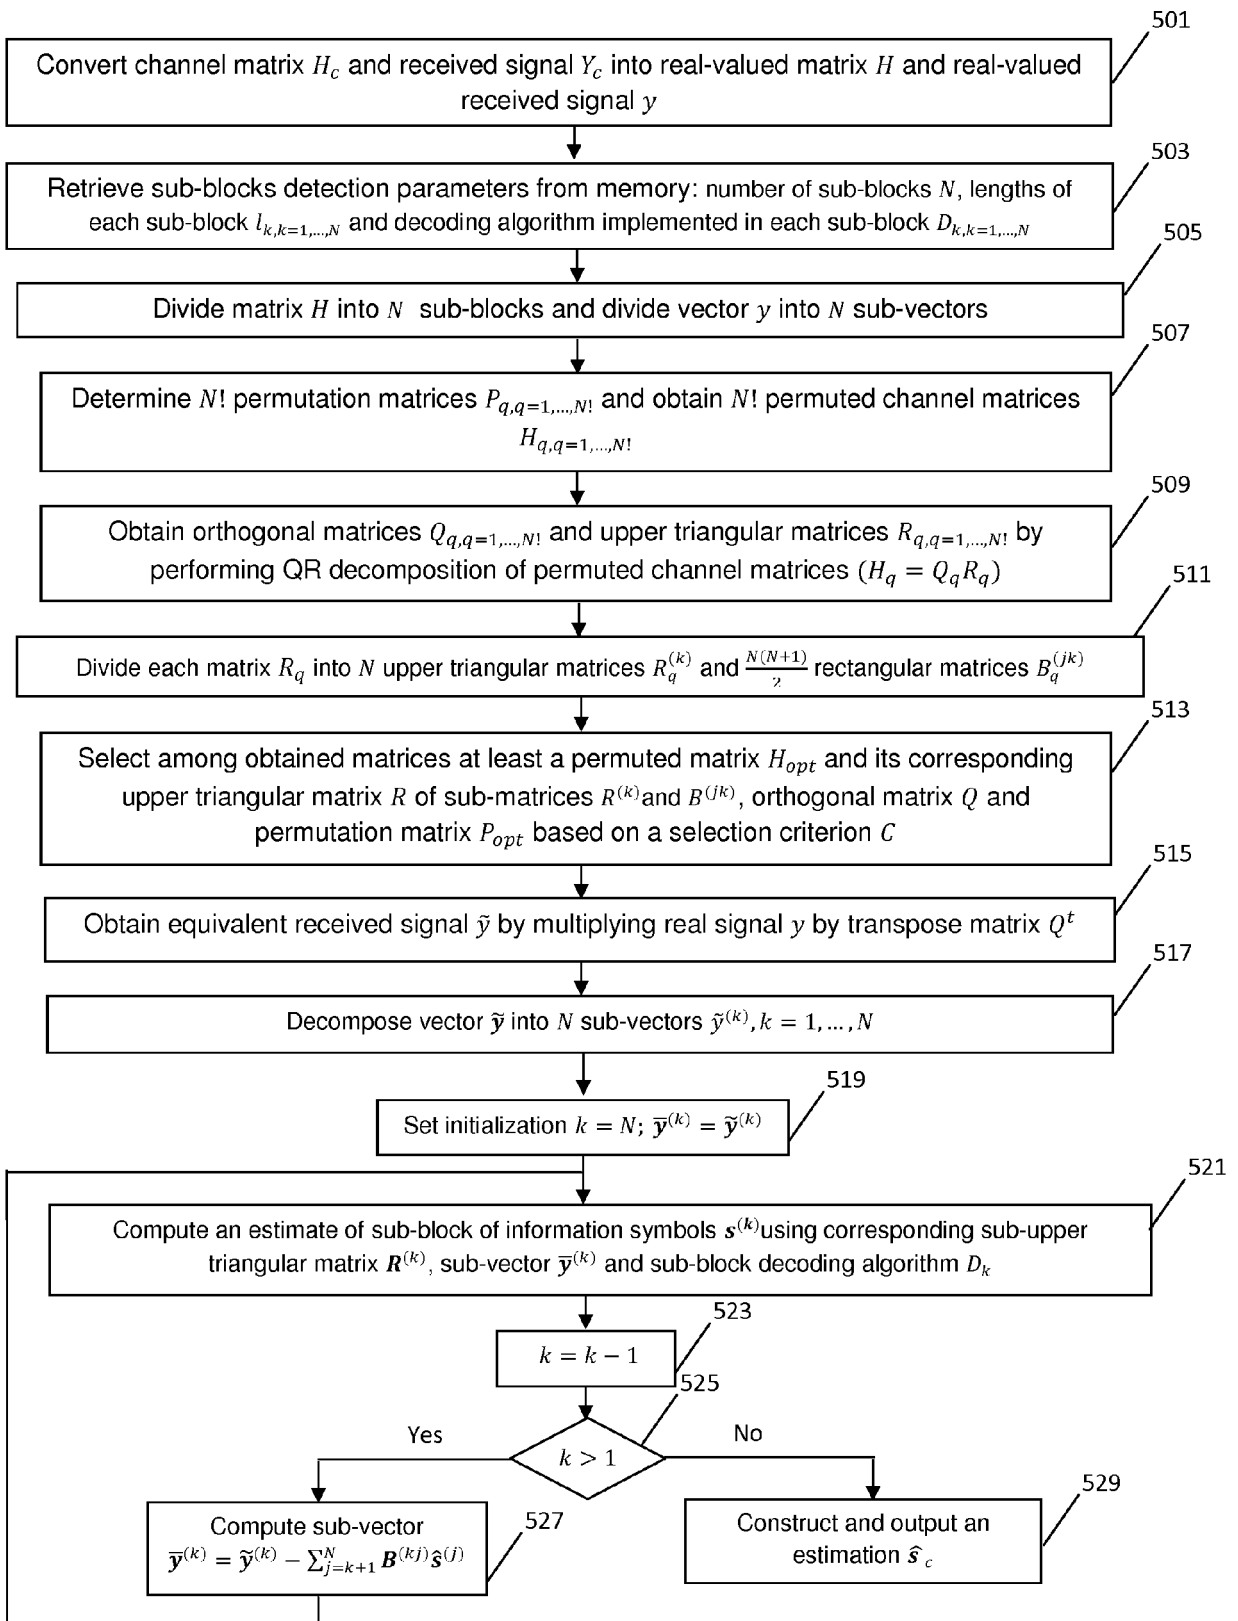 501
Convert channel matrix H_c and received signal Y_c into real-valued matrix H and real-valued
received signal y
503
Retrieve sub-blocks detection parameters from memory: number of sub-blocks N, lengths of
each sub-block l_{k,k=1,…,N} and decoding algorithm implemented in each sub-block D_{k,k=1,…,N}
505
Divide matrix H into N sub-blocks and divide vector y into N sub-vectors
507
Determine N! permutation matrices P_{q,q=1,…,N!} and obtain N! permuted channel matrices
H_{q,q=1,…,N!}
509
Obtain orthogonal matrices Q_{q,q=1,…,N!} and upper triangular matrices R_{q,q=1,…,N!} by
performing QR decomposition of permuted channel matrices (H_q = Q_q R_q)
511
Divide each matrix R_q into N upper triangular matrices R_q^{(k)} and \frac{N(N+1)}{2} rectangular matrices B_q^{(jk)}
513
Select among obtained matrices at least a permuted matrix H_{opt} and its corresponding
upper triangular matrix R of sub-matrices R^{(k)} and B^{(jk)}, orthogonal matrix Q and
permutation matrix P_{opt} based on a selection criterion C
515
Obtain equivalent received signal ỹ by multiplying real signal y by transpose matrix Q^t
517
Decompose vector ỹ into N sub-vectors ỹ^{(k)}, k = 1, … , N
519
Set initialization k = N; ȳ^{(k)} = ỹ^{(k)}
521
Compute an estimate of sub-block of information symbols s^{(k)} using corresponding sub-upper
triangular matrix R^{(k)}, sub-vector ȳ^{(k)} and sub-block decoding algorithm D_k
523
k = k − 1
525
Yes
k > 1
No
527
Compute sub-vector
ȳ^{(k)} = ỹ^{(k)} − ∑_{j=k+1}^{N} B^{(kj)} ŝ^{(j)}
529
Construct and output an
estimation ŝ_c